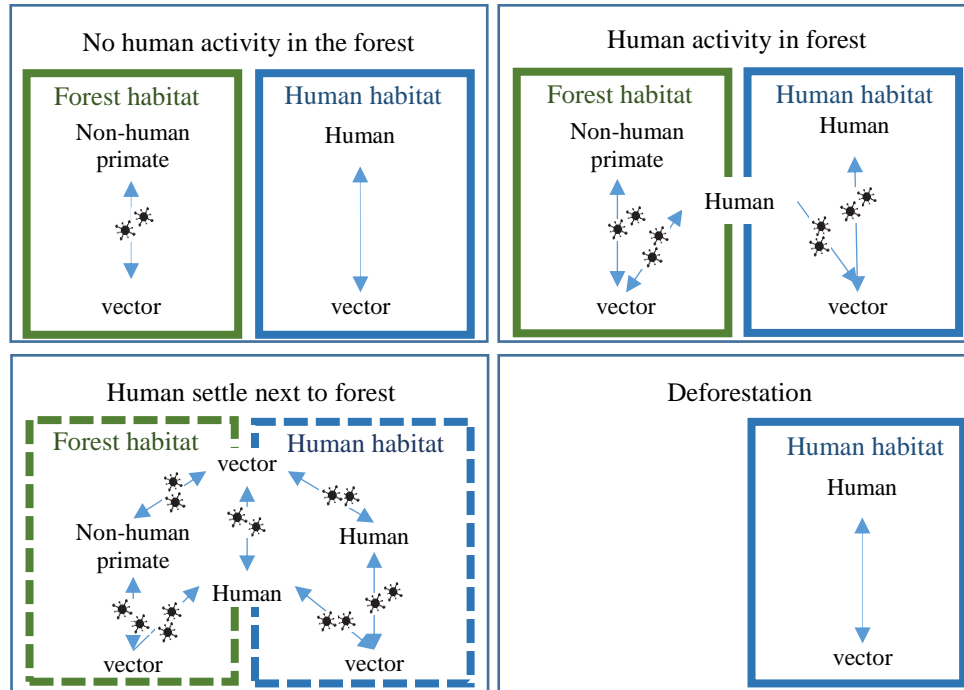 No human activity in the forest
Forest habitat
Non-human
primate
vector
Human habitat
Human
vector
Human activity in forest
Forest habitat
Non-human
primate
vector
Human
Human habitat
Human
vector
Human settle next to forest
Forest habitat
Human habitat
vector
Non-human
primate
Human
Human
vector
vector
Deforestation
Human habitat
Human
vector